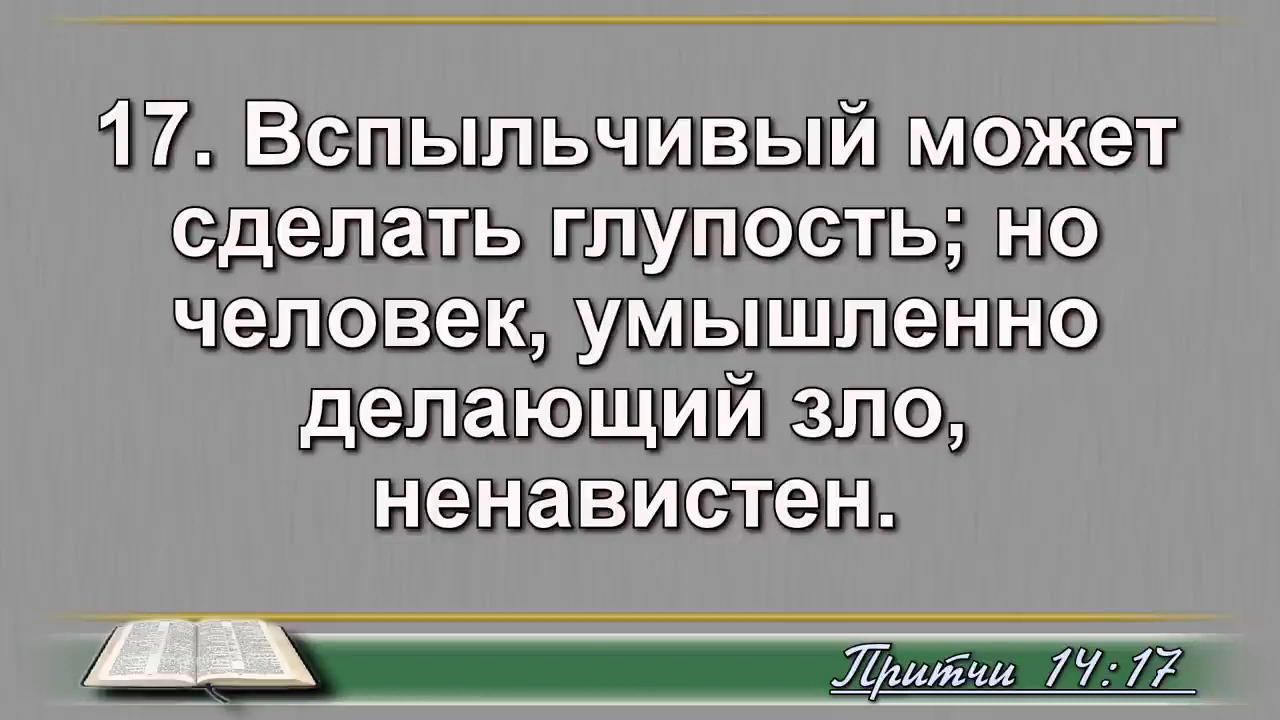 17. Вспыльчивый может
сделать глупость; но
человек, умышленно
делающий зло,
ненавистен.
Притчи 14:17